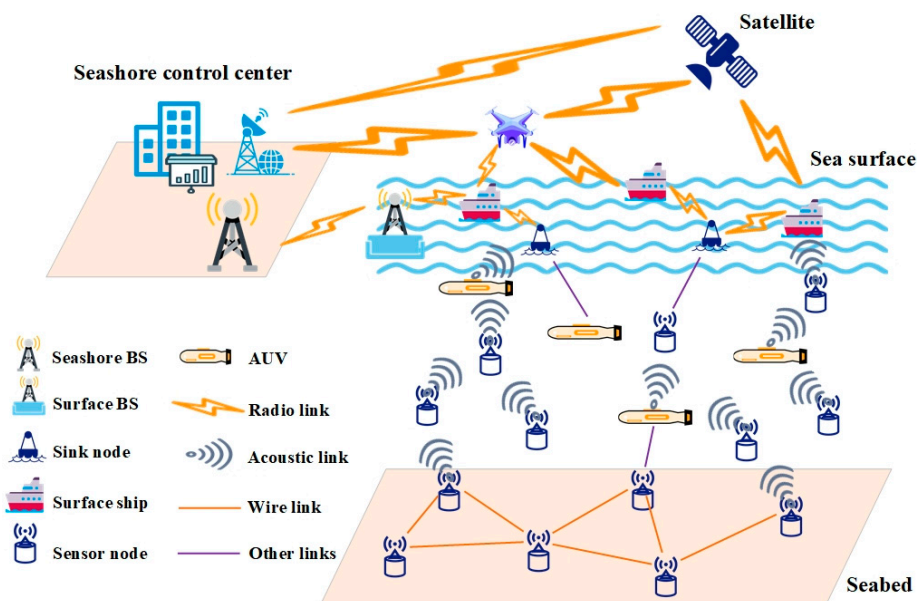 Satellite
Seashore control center
Sea surface
Seashore BS
AUV
Surface BS
Radio link
Sink node
Acoustic link
Surface ship
Wire link
Sensor node
Other links
Seabed